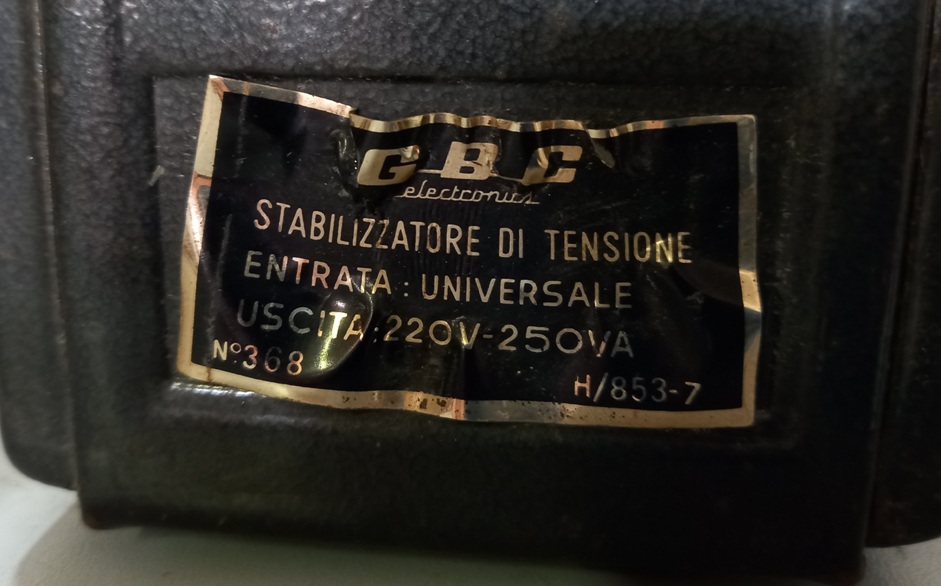 GBC
electronics
STABILIZZATORE DI TENSIONE
ENTRATA: UNIVERSALE
USCITA:220V-250VA
N°368
H/853-7